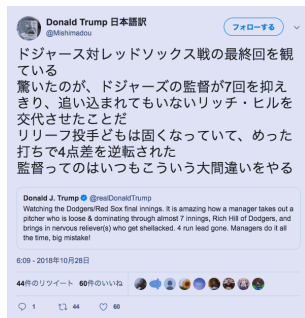 Donald Trump 日本語訳
@Mishimadou
フォローする
ドジャース対レッドソックス戦の最終回を観
ている
驚いたのが、ドジャーズの監督が7回を抑え
きり、追い込まれてもいないリッチ・ヒルを
交代させたことだ
リリーフ投手どもは固くなっていて、めった
打ちで4点差を逆転された
監督ってのはいつもこういう大間違いをやる
Donald J. Trump @realDonaldTrump
Watching the Dodgers/Red Sox final innings. It is amazing how a manager takes out a
pitcher who is loose & dominating through almost 7 innings, Rich Hill of Dodgers, and
brings in nervous reliever(s) who get shellacked. 4 run lead gone. Managers do it all
the time, big mistake!
6:09 - 2018年10月28日
44件のリツイート 60件のいいね
1 44 60